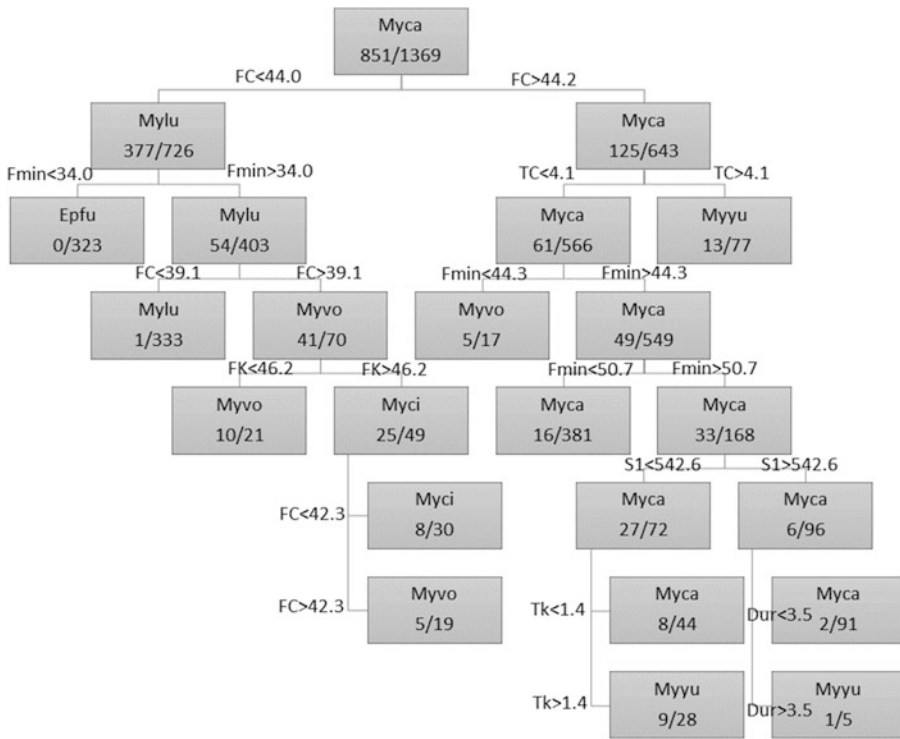 Myca
851/1369
FC<44.0
FC>44.2
Mylu
377/726
Myca
125/643
Fmin<34.0
Fmin>34.0
TC<4.1
TC>4.1
Epfu
0/323
Mylu
54/403
Myca
61/566
Myyu
13/77
FC<39.1
FC>39.1
Fmin<44.3
Fmin>44.3
Mylu
1/333
Myvo
41/70
Myvo
5/17
Myca
49/549
FK<46.2
FK>46.2
Fmin<50.7
Fmin>50.7
Myvo
10/21
Myci
25/49
Myca
16/381
Myca
33/168
S1<542.6
S1>542.6
FC<42.3
Myci
8/30
Myca
27/72
Myca
6/96
FC>42.3
Myvo
5/19
Tk<1.4
Myca
8/44
Dur<3.5
Myca
2/91
Tk>1.4
Myyu
9/28
Dur>3.5
Myyu
1/5